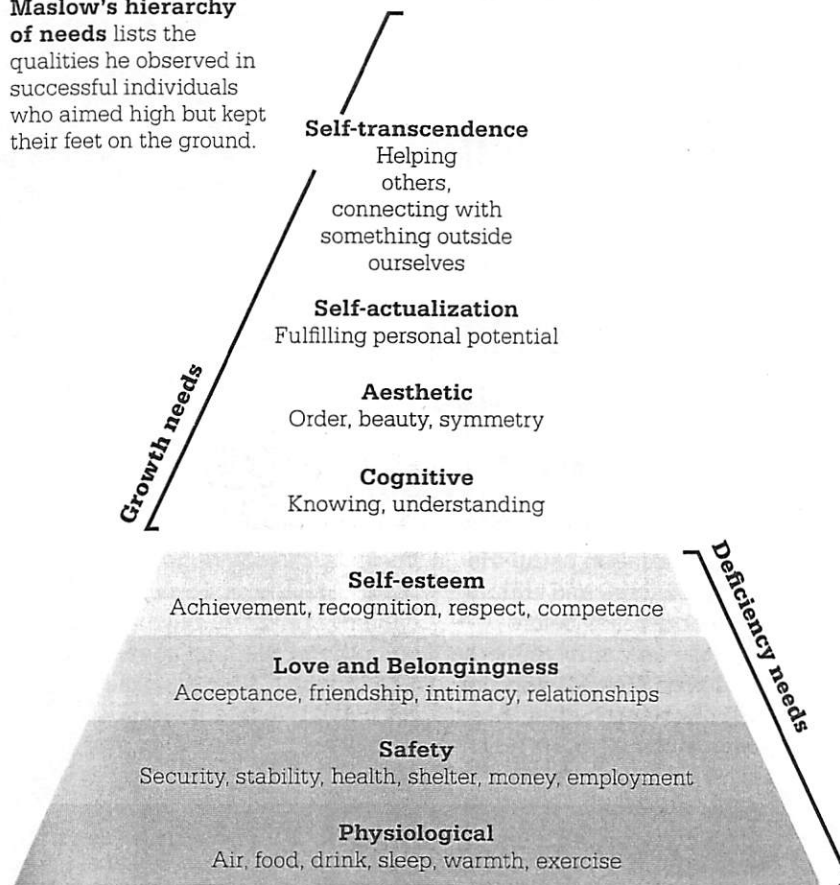 Maslow's hierarchy
of needs lists the
qualities he observed in
successful individuals
who aimed high but kept
their feet on the ground.
Self-transcendence
Helping
others,
connecting with
something outside
ourselves
Self-actualization
Fulfilling personal potential
Aesthetic
Order, beauty, symmetry
Cognitive
Knowing, understanding
Growth needs
Self-esteem
Achievement, recognition, respect, competence
Love and Belongingness
Acceptance, friendship, intimacy, relationships
Safety
Security, stability, health, shelter, money, employment
Physiological
Air, food, drink, sleep, warmth, exercise
Deficiency needs